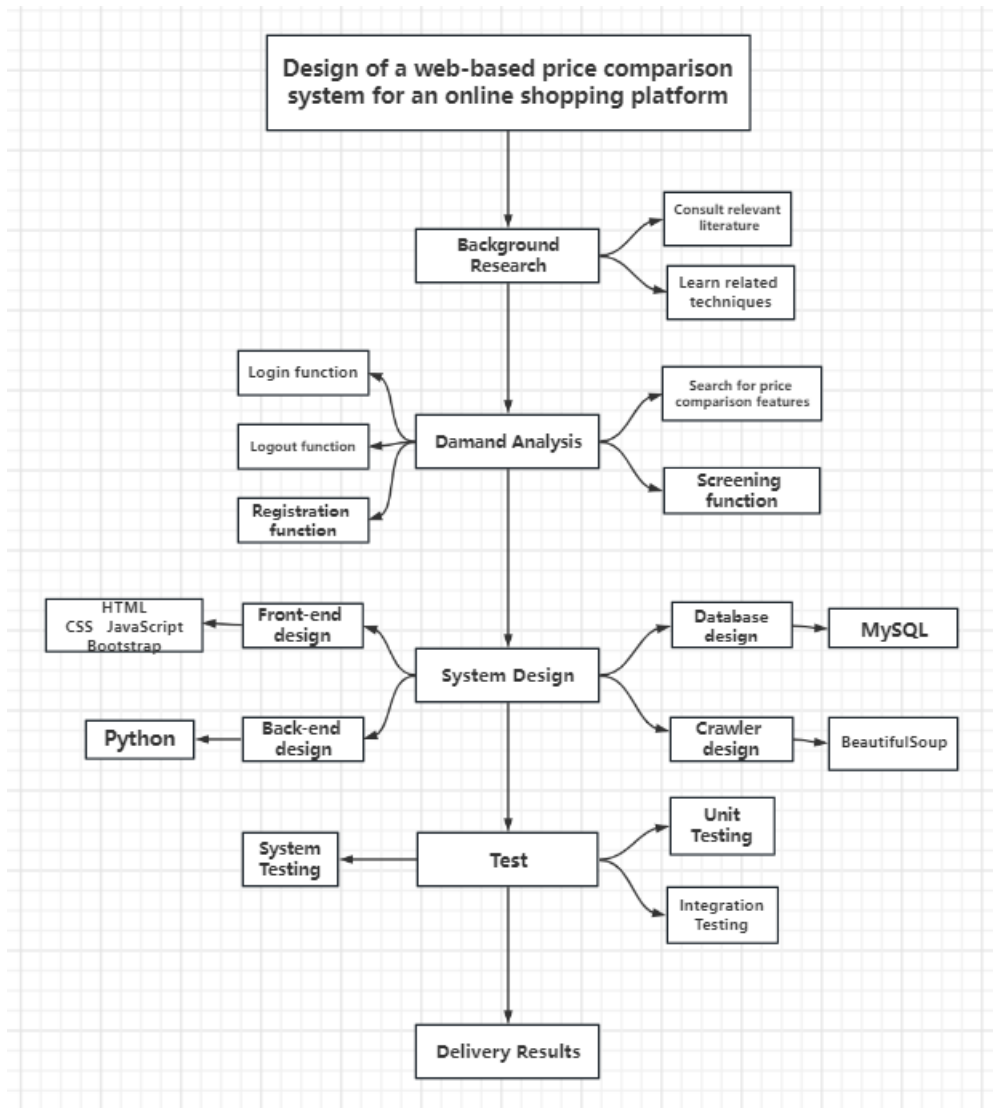 Design of a web-based price comparison
system for an online shopping platform
Background
Research
Consult relevant
literature
Learn related
techniques
Login function
Logout function
Registration
function
Damand Analysis
Search for price
comparison features
Screening
function
HTML
CSS JavaScript
Bootstrap
Front-end
design
Python
Back-end
design
System Design
Database
design
MySQL
Crawler
design
BeautifulSoup
System
Testing
Test
Unit
Testing
Integration
Testing
Delivery Results